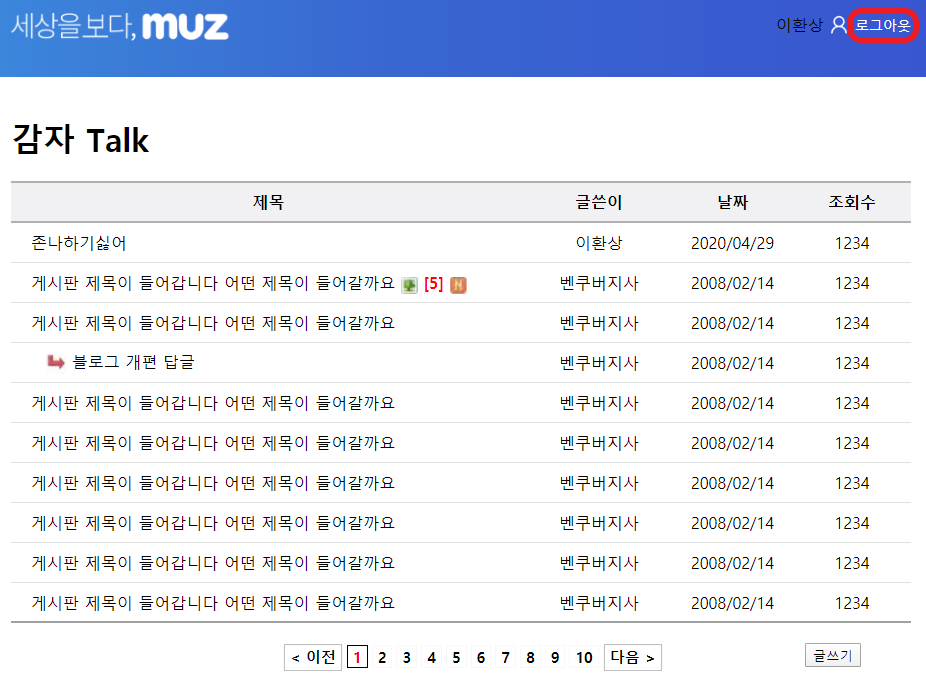 세상을보다, muz
이환상 로그아웃
감자 Talk
제목 글쓴이 날짜 조회수
존나하기싫어 이환상 2020/04/29 1234
게시판 제목이 들어갑니다 어떤 제목이 들어갈까요 [5] N 벤쿠버지사 2008/02/14 1234
게시판 제목이 들어갑니다 어떤 제목이 들어갈까요 벤쿠버지사 2008/02/14 1234
블로그 개편 답글 벤쿠버지사 2008/02/14 1234
게시판 제목이 들어갑니다 어떤 제목이 들어갈까요 벤쿠버지사 2008/02/14 1234
게시판 제목이 들어갑니다 어떤 제목이 들어갈까요 벤쿠버지사 2008/02/14 1234
게시판 제목이 들어갑니다 어떤 제목이 들어갈까요 벤쿠버지사 2008/02/14 1234
게시판 제목이 들어갑니다 어떤 제목이 들어갈까요 벤쿠버지사 2008/02/14 1234
게시판 제목이 들어갑니다 어떤 제목이 들어갈까요 벤쿠버지사 2008/02/14 1234
게시판 제목이 들어갑니다 어떤 제목이 들어갈까요 벤쿠버지사 2008/02/14 1234
< 이전 1 2 3 4 5 6 7 8 9 10 다음 > 글쓰기